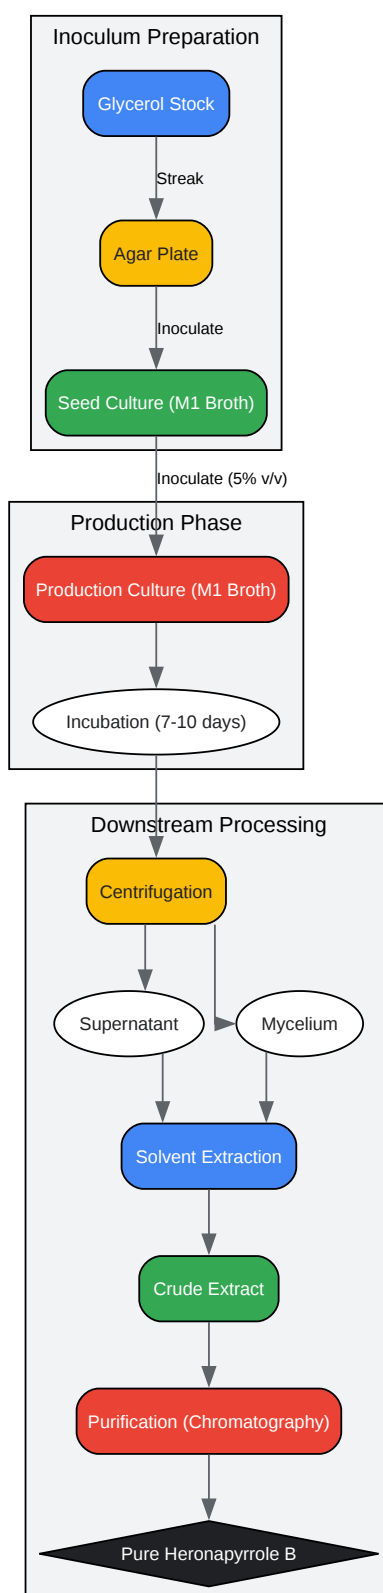 Inoculum Preparation
Glycerol Stock
Streak
Agar Plate
Inoculate
Seed Culture (M1 Broth)
Inoculate (5% v/v)
Production Phase
Production Culture (M1 Broth)
Incubation (7-10 days)
Downstream Processing
Centrifugation
Supernatant
Mycelium
Solvent Extraction
Crude Extract
Purification (Chromatography)
Pure Heronapyrrole B